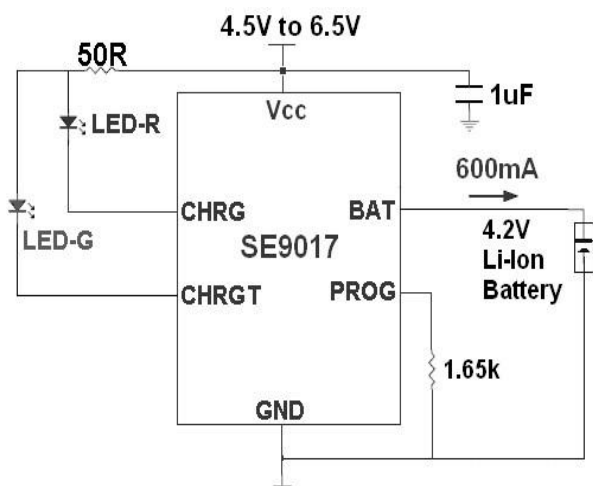 4.5V to 6.5V
50R
1uF
Vcc
LED-R
600mA
CHRG
BAT
4.2V
LED-G
SE9017
Li-Ion
CHRGT
PROG
Battery
1.65k
GND